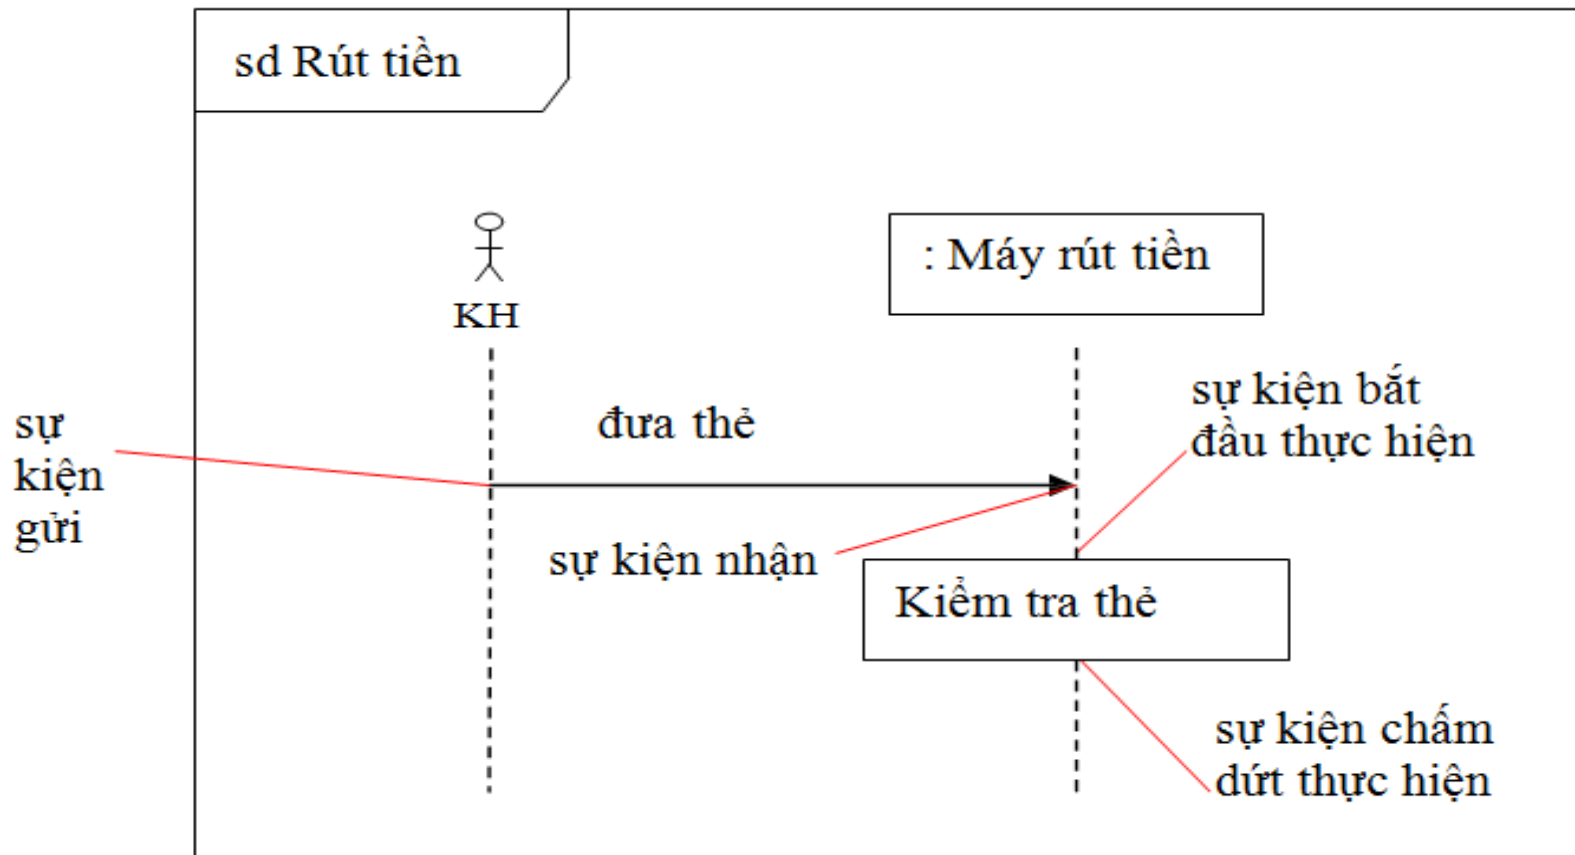 sd Rút tiền
: Máy rút tiền
KH
sự kiện bắt
đầu thực hiện
đưa thẻ
sự
kiện
gửi
sự kiện nhận
Kiểm tra thẻ
sự kiện chấm
dứt thực hiện